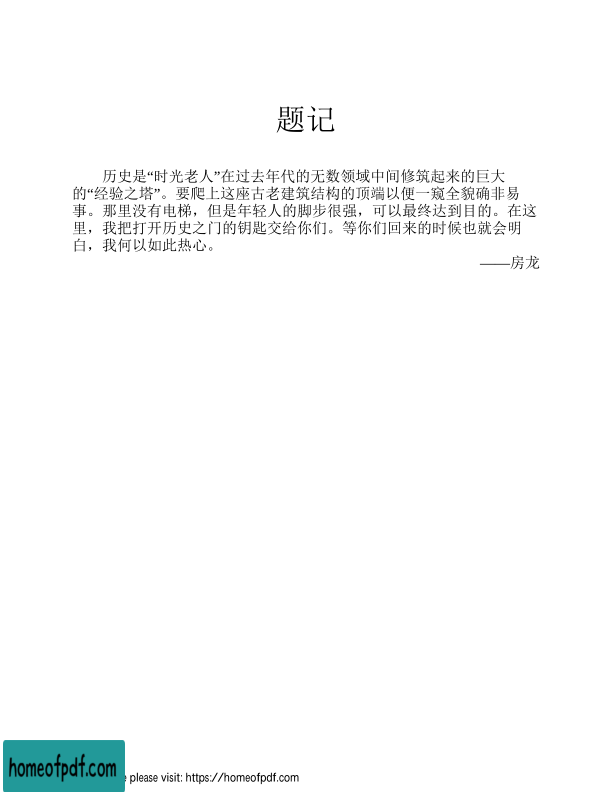 题记
历史是“时光老人”在过去年代的无数领域中间修筑起来的巨大
的“经验之塔”。要爬上这座古老建筑结构的顶端以便一窥全貌确非易
事。那里没有电梯，但是年轻人的脚步很强，可以最终达到目的。在这
里，我把打开历史之门的钥匙交给你们。等你们回来的时候也就会明
白，我何以如此热心。
——房龙
homeofpdf.com
e please visit: https://homeofpdf.com